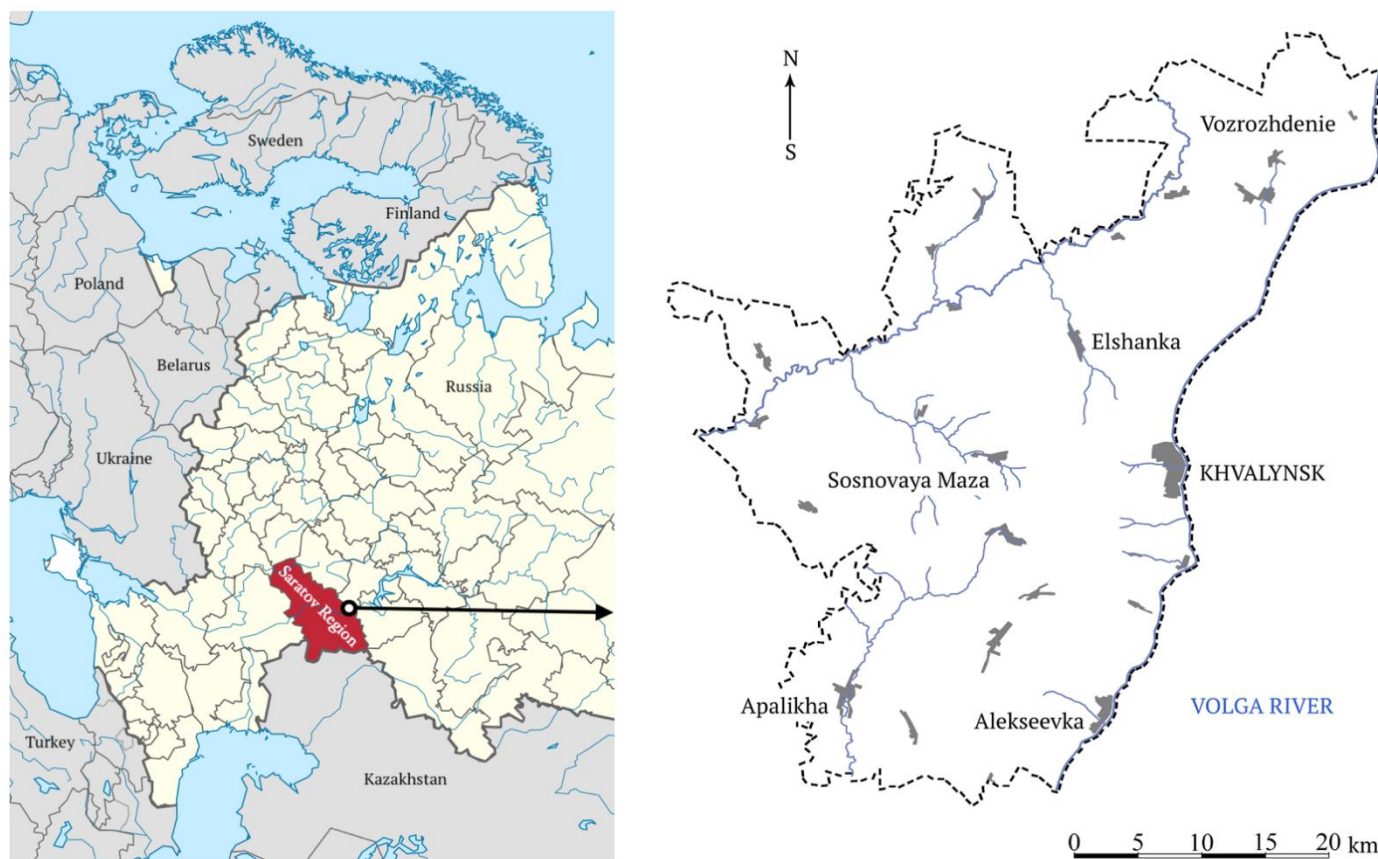 Sweden
Finland
Poland
Belarus
Russia
Ukraine
Saratov Region
Turkey
Kazakhstan
N
S
Vozrozhdenie
Elshanka
Sosnovaya Maza
KHVALYNSK
Apalikha
Alekseevka
VOLGA RIVER
0 5 10 15 20 km